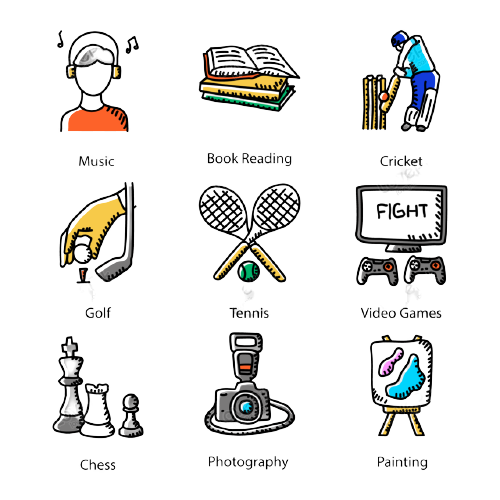 Music
Book Reading
Cricket
FIGHT
Golf
Tennis
Video Games
Chess
Photography
Painting